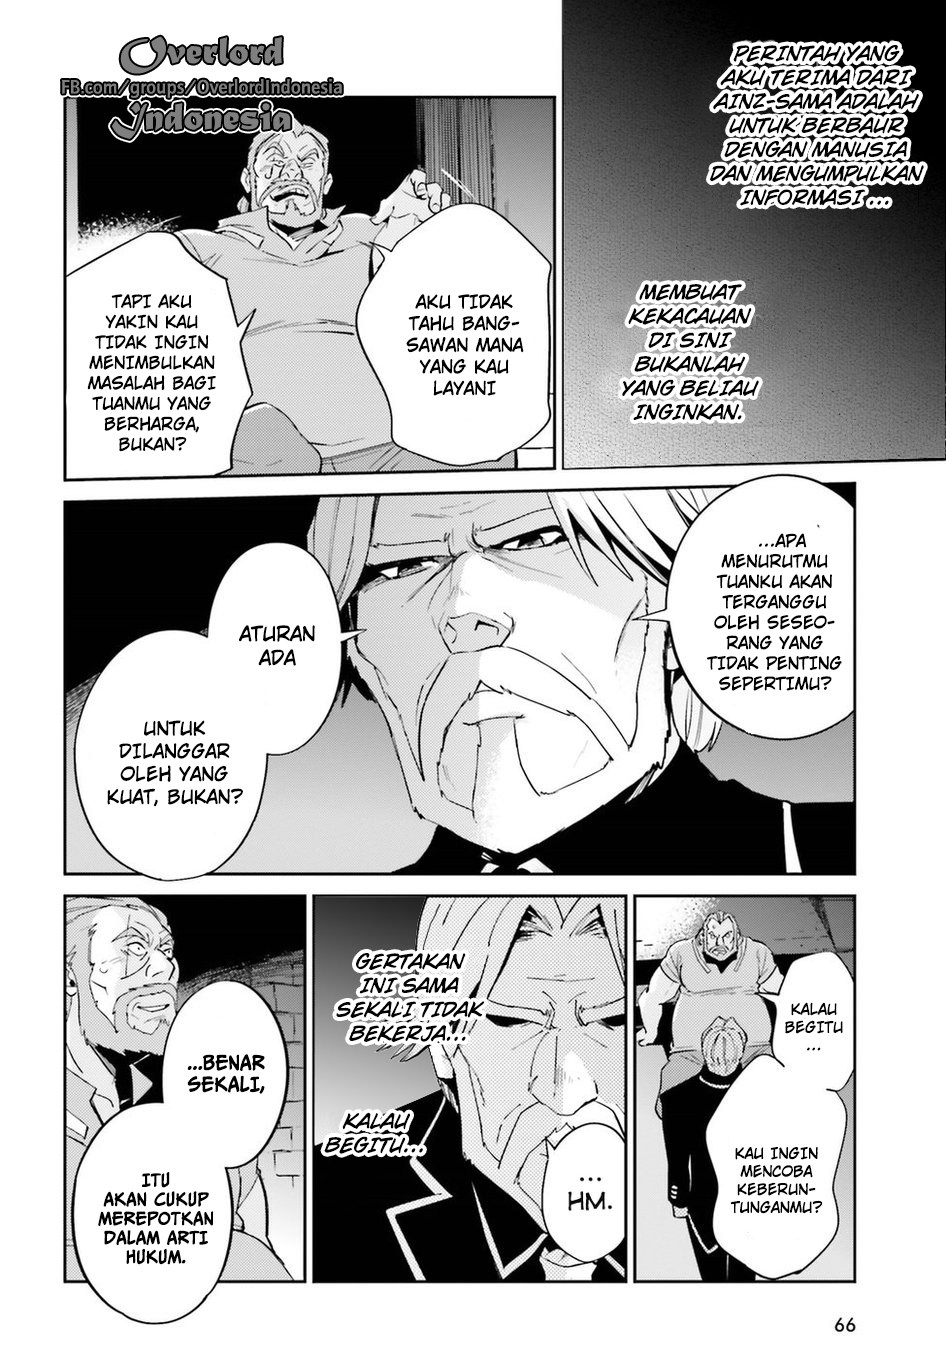 Overlord
FB.com/groups/OverlordIndonesia
Indonesia
PERINTAH YANG
AKU TERIMA DARI
AINZ-SAMA ADALAH
UNTUK BERBAUR
DENGAN MANUSIA
DAN MENGUMPULKAN
INFORMASI ...
MEMBUAT
KEKACAUAN
DI SINI
BUKANLAH
YANG BELIAU
INGINKAN.
AKU TIDAK
TAHU BANG-
SAWAN MANA
YANG KAU
LAYANI
TAPI AKU
YAKIN KAU
TIDAK INGIN
MENIMBULKAN
MASALAH BAGI
TUANMU YANG
BERHARGA,
BUKAN?
...APA
MENURUTMU
TUANKU AKAN
TERGANGGU
OLEH SESEO-
RANG YANG
TIDAK PENTING
SEPERTIMU?
ATURAN
ADA
UNTUK
DILANGGAR
OLEH YANG
KUAT, BUKAN?
KALAU
BEGITU
...
KAU INGIN
MENCOBA
KEBERUN-
TUNGANMU?
GERTAKAN
INI SAMA
SEKALI TIDAK
BEKERJA...
KALAU
BEGITU...
...
HM.
...BENAR
SEKALI,
ITU
AKAN CUKUP
MEREPOTKAN
DALAM ARTI
HUKUM.
66